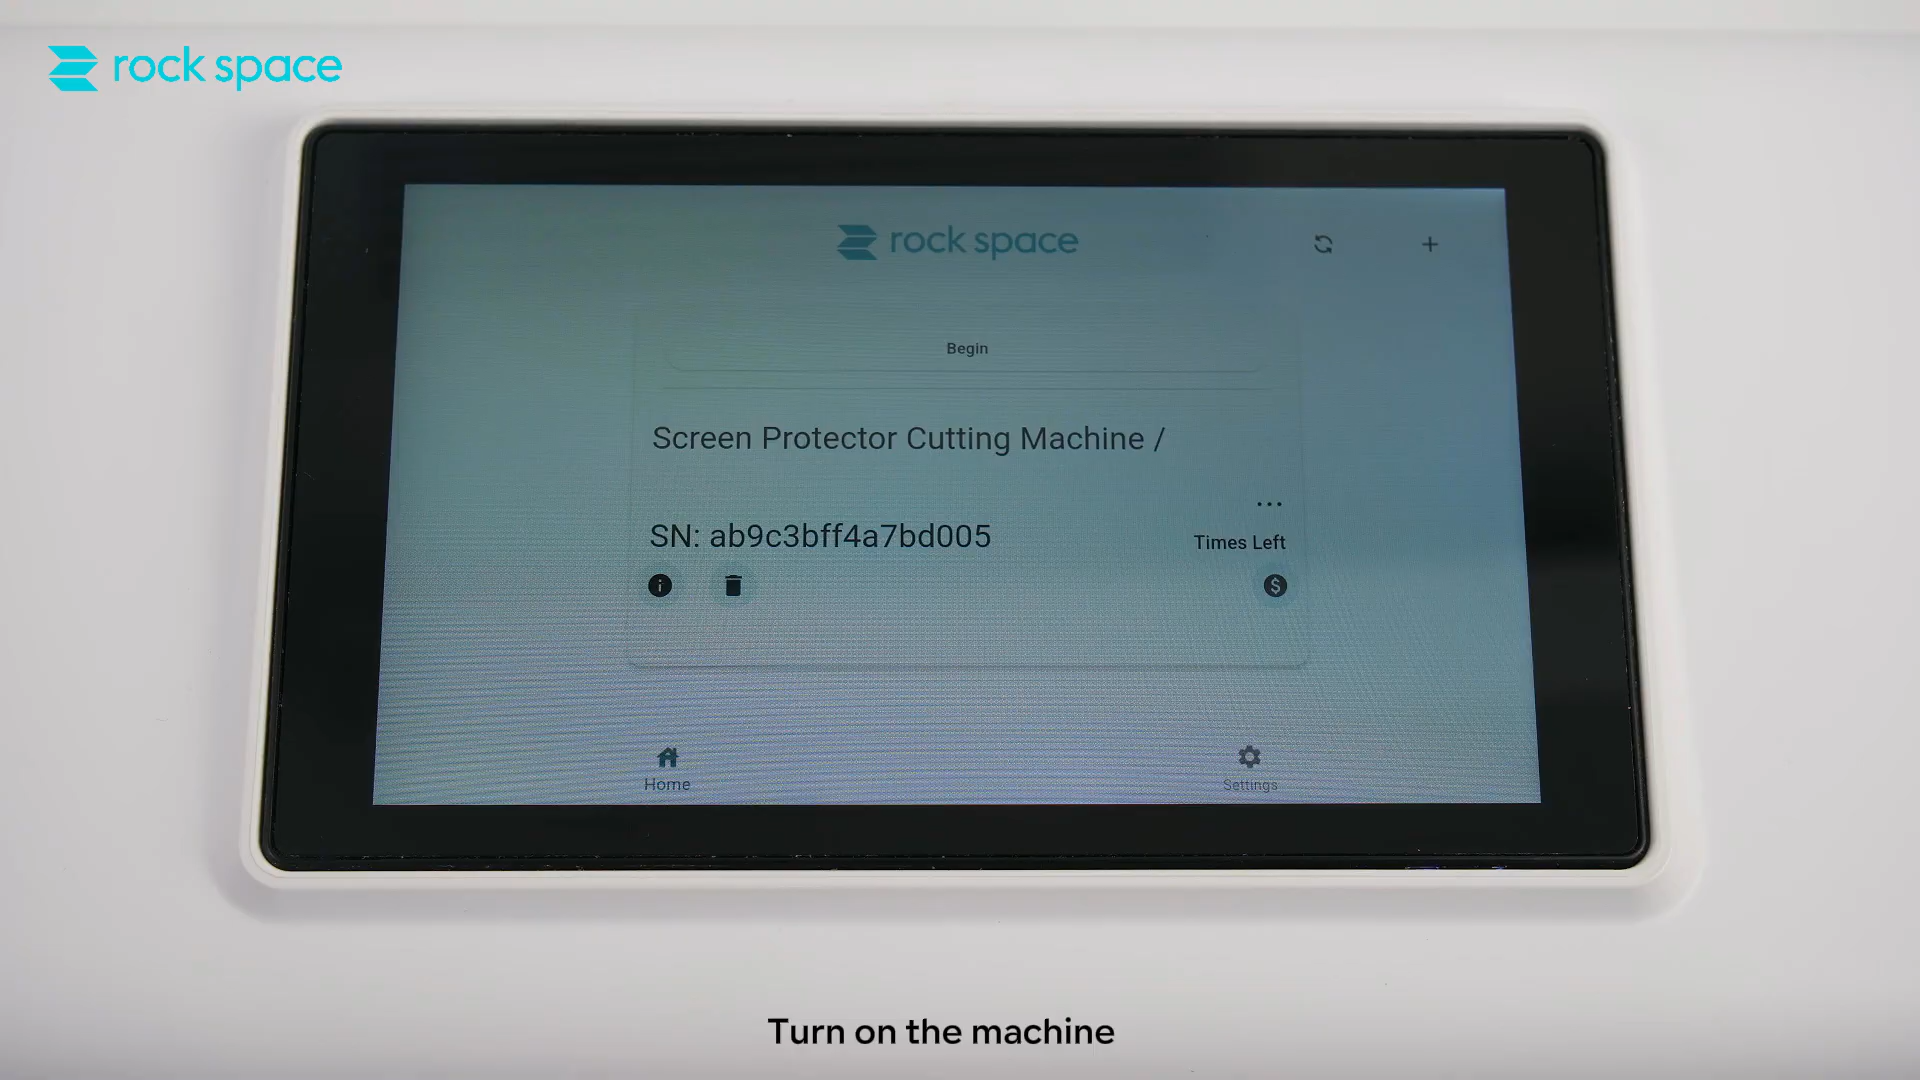 rock space
rock space
Begin
Screen Protector Cutting Machine /
...
SN: ab9c3bff4a7bd005
Times Left
Home
Settings
Turn on the machine